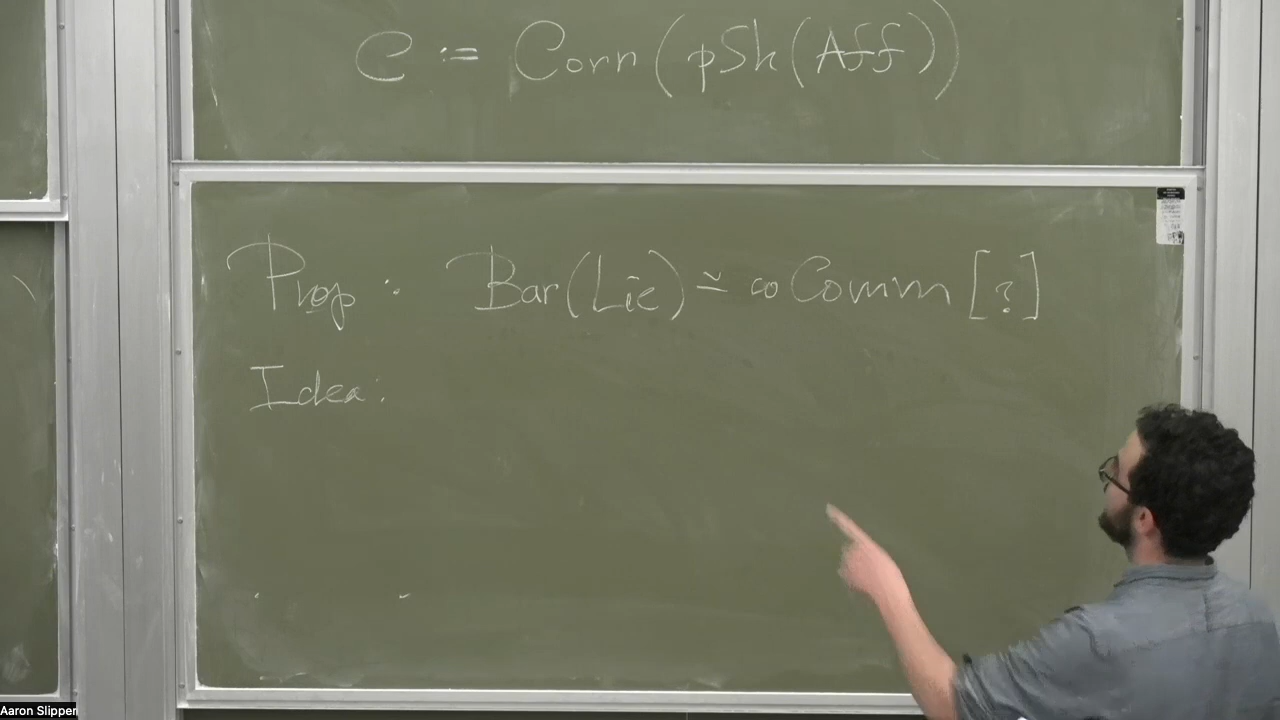 C := Corr(pSh(Aff))
Prop: Bar(Lie) ≃ coComm[?]
Idea:
Aaron Slipper